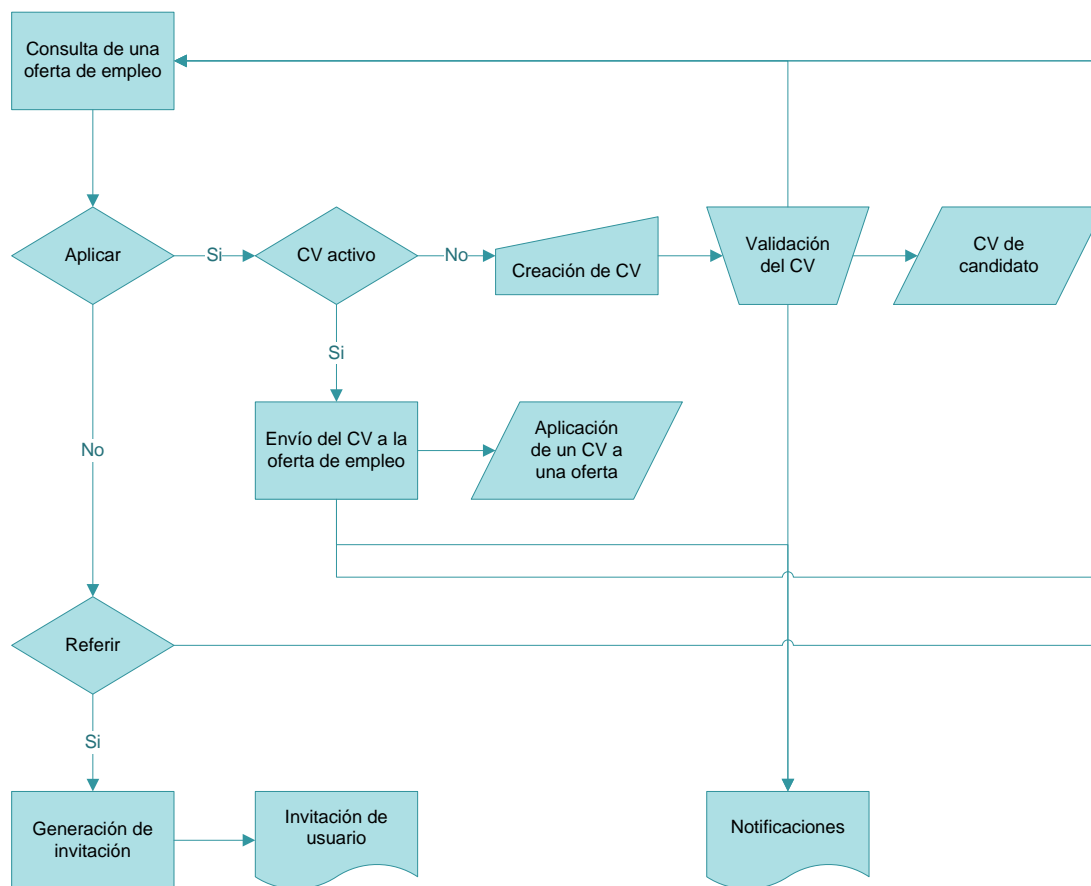 Consulta de una
oferta de empleo
Aplicar
Si
CV activo
No
Creación de CV
Validación
del CV
CV de
candidato
Si
Envío del CV a la
oferta de empleo
Aplicación
de un CV a
una oferta
No
Referir
Si
Generación de
invitación
Invitación de
usuario
Notificaciones